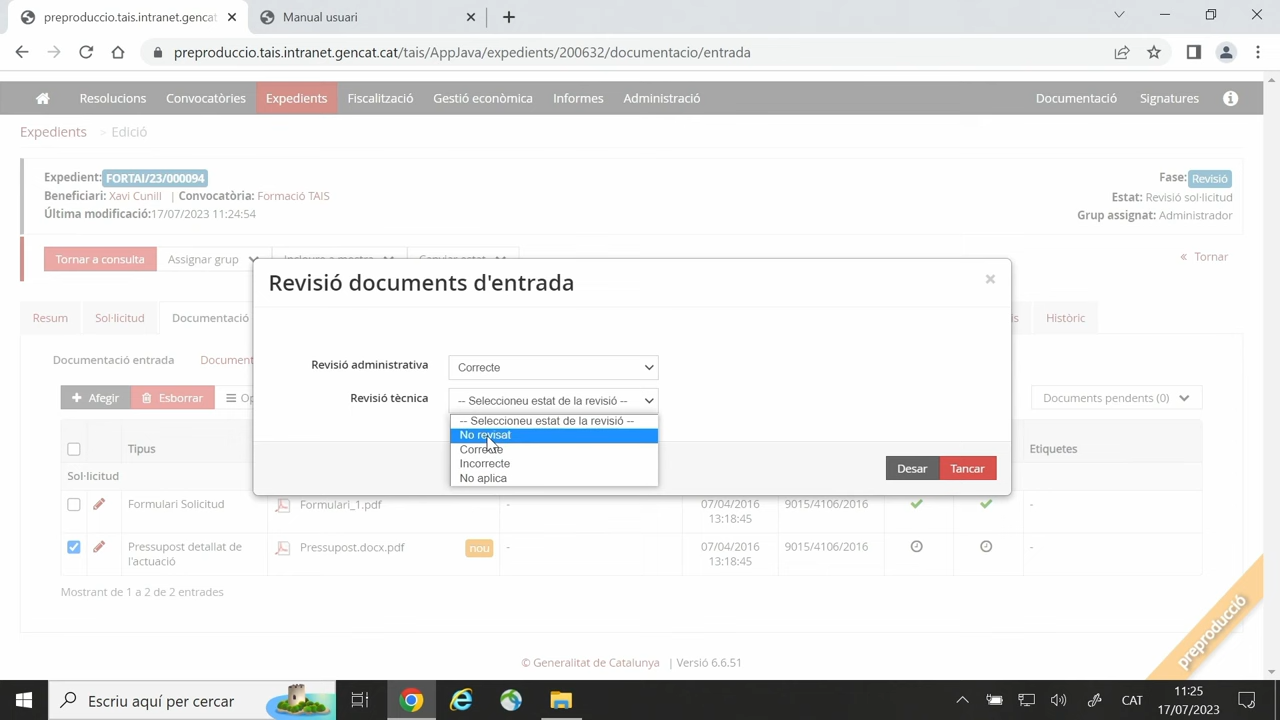 preproduccio.tais.intranet.gencat
Manual usuari
preproduccio.tais.intranet.gencat.cat/tais/AppJava/expedients/200632/documentacio/entrada
Resolucions Convocatòries Expedients Fiscalització Gestió econòmica Informes Administració Documentació Signatures
Expedients > Edició
Expedient: FORTAI/23/000094 Fase: Revisió
Beneficiari: Xavi Cunill | Convocatòria: Formació TAIS Estat: Revisió sol·licitud
Última modificació:17/07/2023 11:24:54 Grup assignat: Administrador
Tornar a consulta Assignar grup « Tornar
Revisió documents d'entrada ×
Resum Sol·licitud Documentació Històric
Revisió administrativa Correcte
Documentació entrada Document
Revisió tècnica -- Seleccioneu estat de la revisió --
+ Afegir Esborrar Op Documents pendents (0)
-- Seleccioneu estat de la revisió --
No revisat
Correcte
Incorrecte
No aplica
Desar Tancar
Tipus Etiquetes
Sol·licitud
Formulari Solicitud Formulari_1.pdf - 07/04/2016 13:18:45 9015/4106/2016 -
Pressupost detallat de l'actuació Pressupost.docx.pdf nou - 07/04/2016 13:18:45 9015/4106/2016 -
Mostrant de 1 a 2 de 2 entrades
preproducció
© Generalitat de Catalunya | Versió 6.6.51
Escriu aquí per cercar
CAT
11:25
17/07/2023